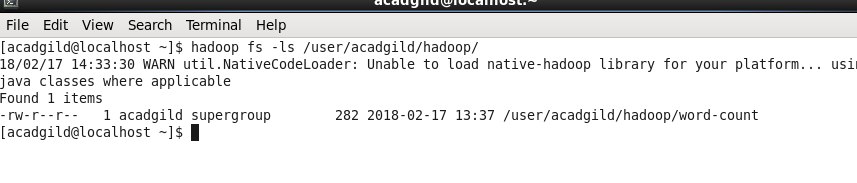 acadgild@localhost:~
File Edit View Search Terminal Help
[acadgild@localhost ~]$ hadoop fs -ls /user/acadgild/hadoop/
18/02/17 14:33:30 WARN util.NativeCodeLoader: Unable to load native-hadoop library for your platform... usin
java classes where applicable
Found 1 items
-rw-r--r--   1 acadgild supergroup        282 2018-02-17 13:37 /user/acadgild/hadoop/word-count
[acadgild@localhost ~]$